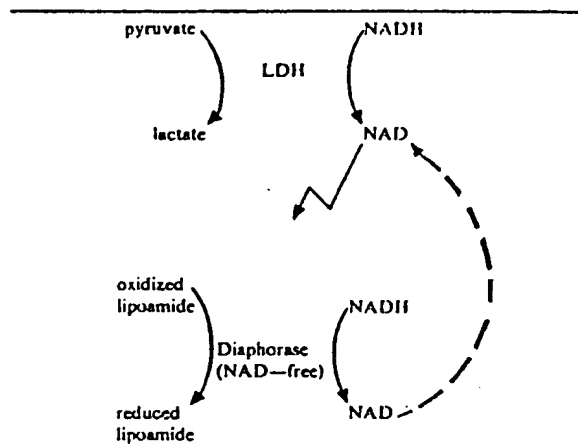 pyruvate NADH
LDH
lactate NAD
oxidized
lipoamide NADH
Diaphorase
(NAD—free)
reduced NAD
lipoamide